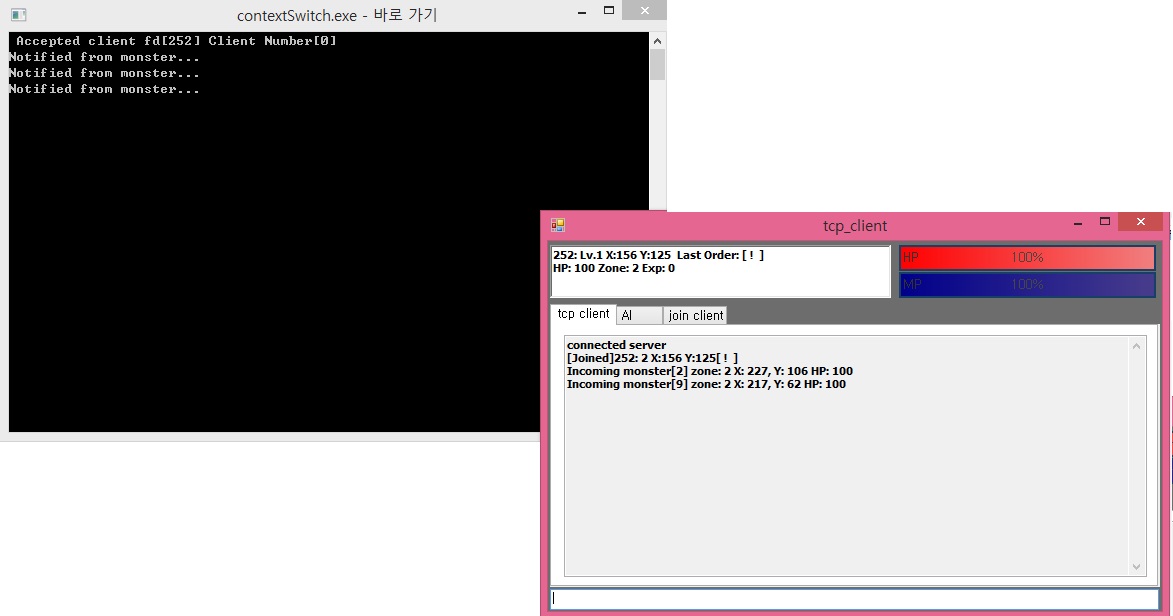 contextSwitch.exe - 바로 가기
Accepted client fd[252] Client Number[0]
Notified from monster...
Notified from monster...
Notified from monster...
tcp_client
252: Lv.1 X:156 Y:125  Last Order: [ ! ]
HP: 100 Zone: 2 Exp: 0
HP 100%
MP 100%
tcp client AI join client
connected server
[Joined]252: 2 X:156 Y:125[ ! ]
Incoming monster[2] zone: 2 X: 227, Y: 106 HP: 100
Incoming monster[9] zone: 2 X: 217, Y: 62 HP: 100